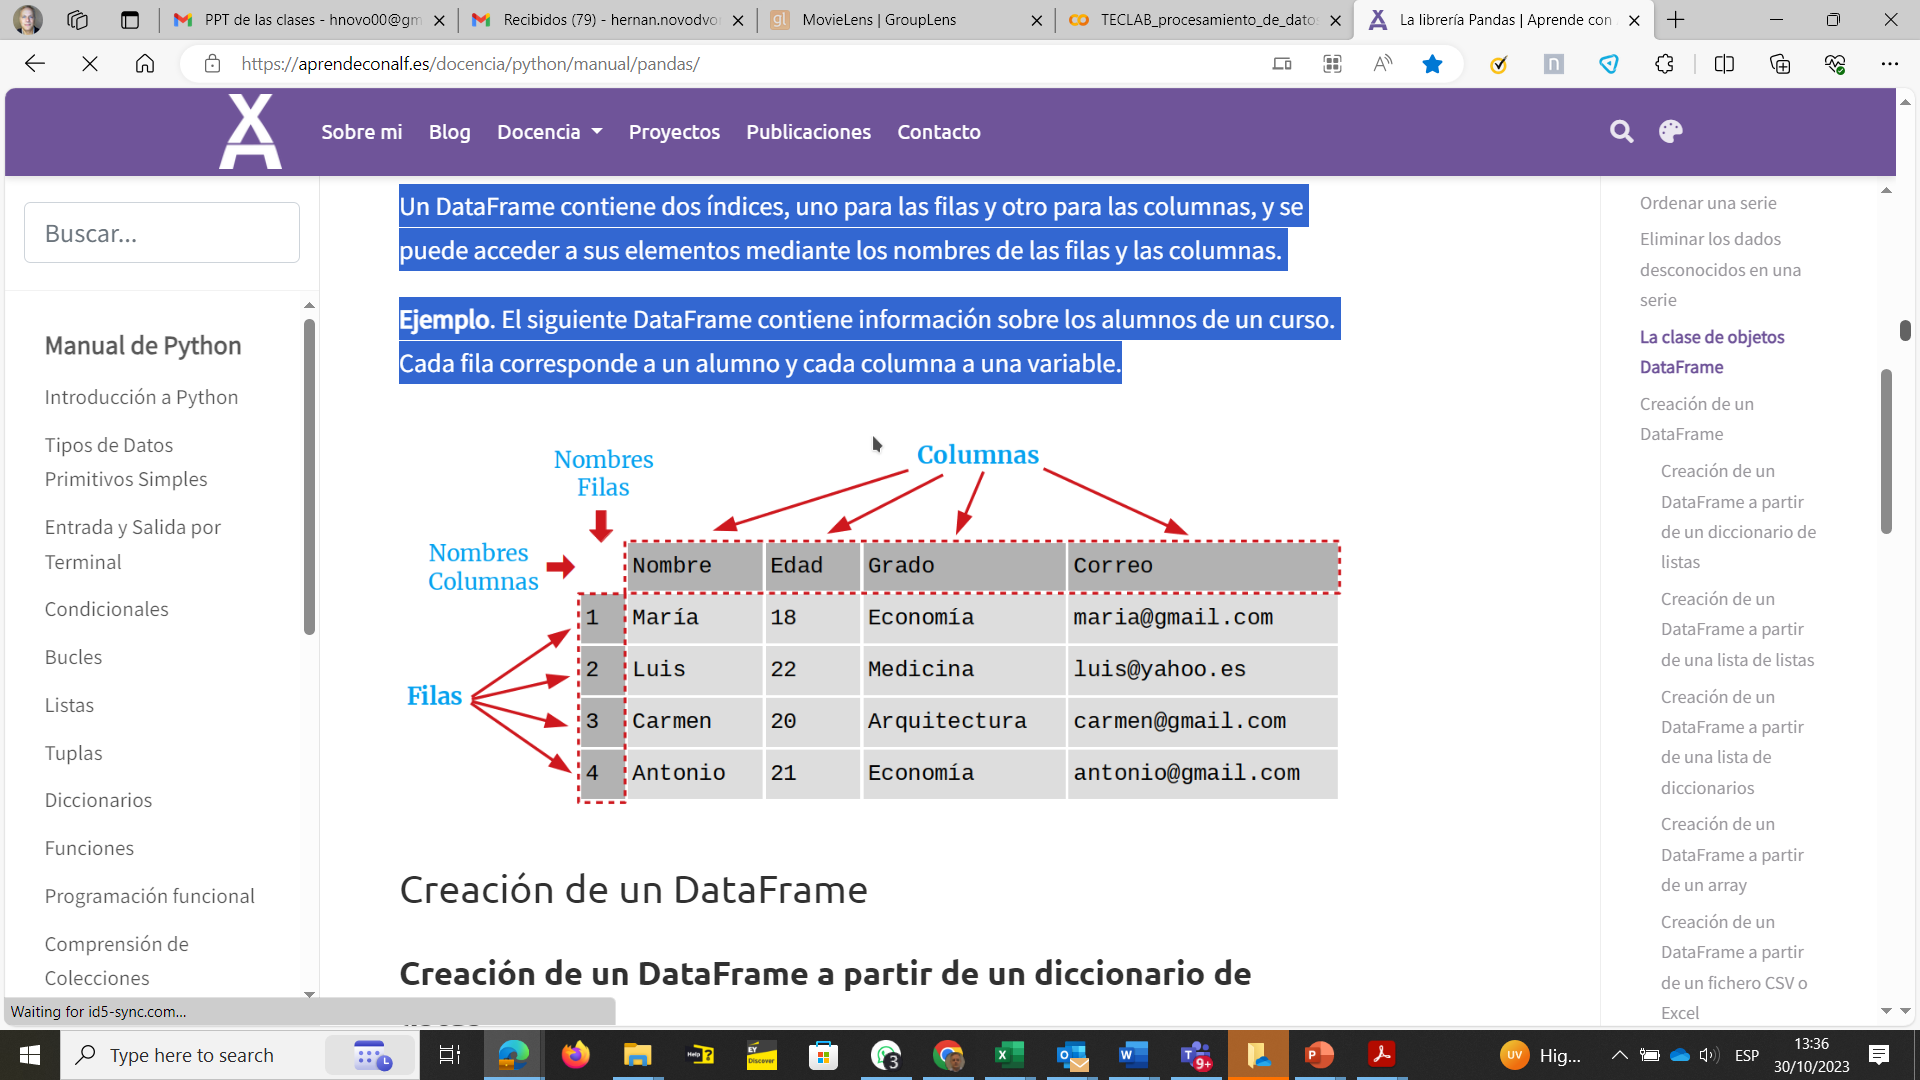 PPT de las clases - hnovo00@gm
Recibidos (79) - hernan.novodvo
MovieLens | GroupLens
TECLAB_procesamiento_de_dato
La librería Pandas | Aprende con
https://aprendeconalf.es/docencia/python/manual/pandas/
Sobre mi Blog Docencia Proyectos Publicaciones Contacto
Buscar...
Manual de Python
Introducción a Python
Tipos de Datos
Primitivos Simples
Entrada y Salida por
Terminal
Condicionales
Bucles
Listas
Tuplas
Diccionarios
Funciones
Programación funcional
Comprensión de
Colecciones
Un DataFrame contiene dos índices, uno para las filas y otro para las columnas, y se
puede acceder a sus elementos mediante los nombres de las filas y las columnas.
Ejemplo. El siguiente DataFrame contiene información sobre los alumnos de un curso.
Cada fila corresponde a un alumno y cada columna a una variable.
Nombres
Filas
Columnas
Nombres
Columnas
Nombre Edad Grado Correo
1 María 18 Economía maria@gmail.com
2 Luis 22 Medicina luis@yahoo.es
Filas
3 Carmen 20 Arquitectura carmen@gmail.com
4 Antonio 21 Economía antonio@gmail.com
Creación de un DataFrame
Creación de un DataFrame a partir de un diccionario de
Ordenar una serie
Eliminar los dados
desconocidos en una
serie
La clase de objetos
DataFrame
Creación de un
DataFrame
Creación de un
DataFrame a partir
de un diccionario de
listas
Creación de un
DataFrame a partir
de una lista de listas
Creación de un
DataFrame a partir
de una lista de
diccionarios
Creación de un
DataFrame a partir
de un array
Creación de un
DataFrame a partir
de un fichero CSV o
Excel
Waiting for id5-sync.com...
Type here to search
Help ?
EY
Discover
3
9+
UV
Hig...
ESP
13:36
30/10/2023